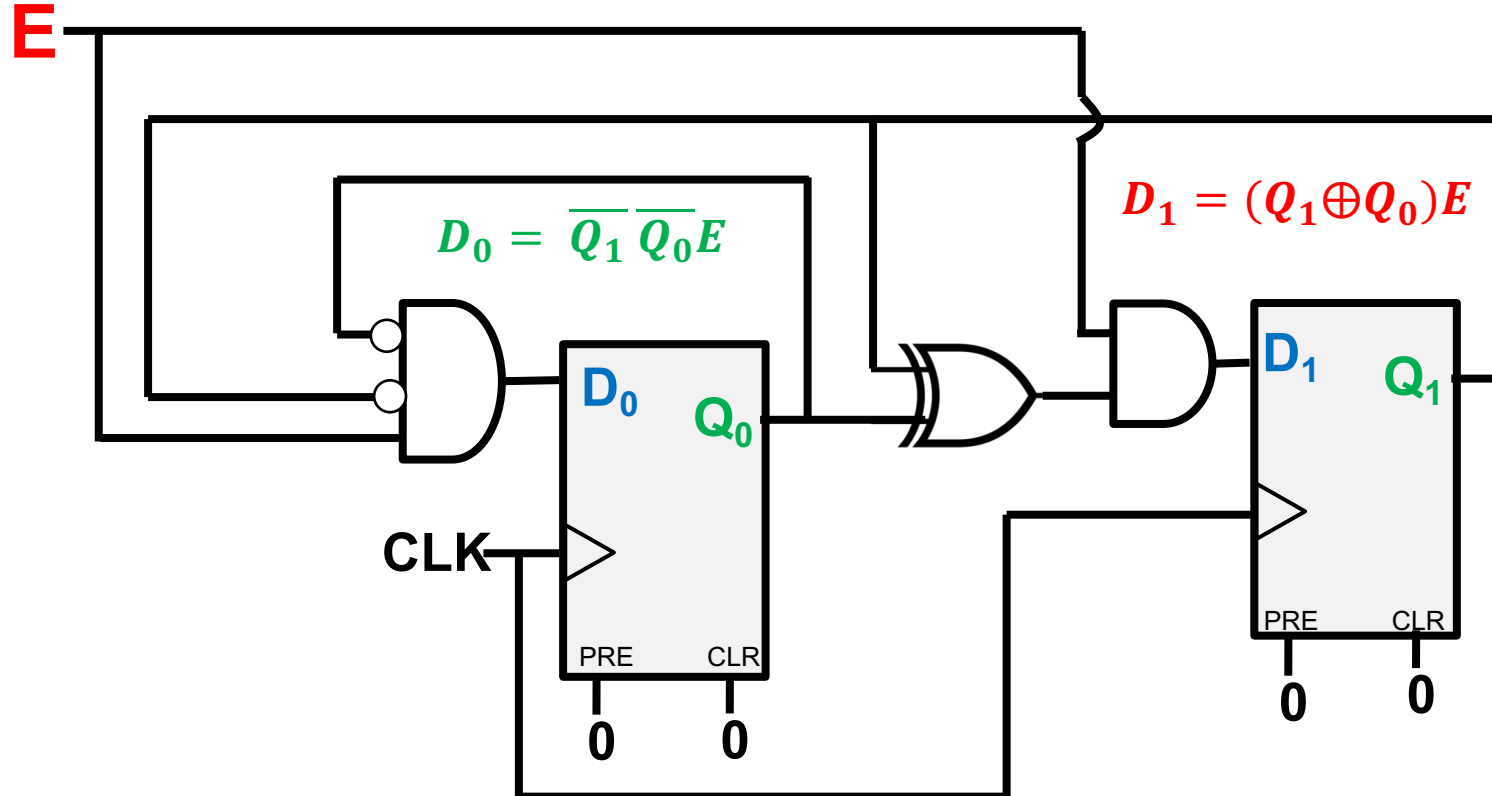 E
D₁ = (Q₁⊕Q₀)E
D₀ = Q̅₁ Q̅₀E
D₁
Q₁
D₀
Q₀
CLK
PRE CLR
0 0
PRE CLR
0 0